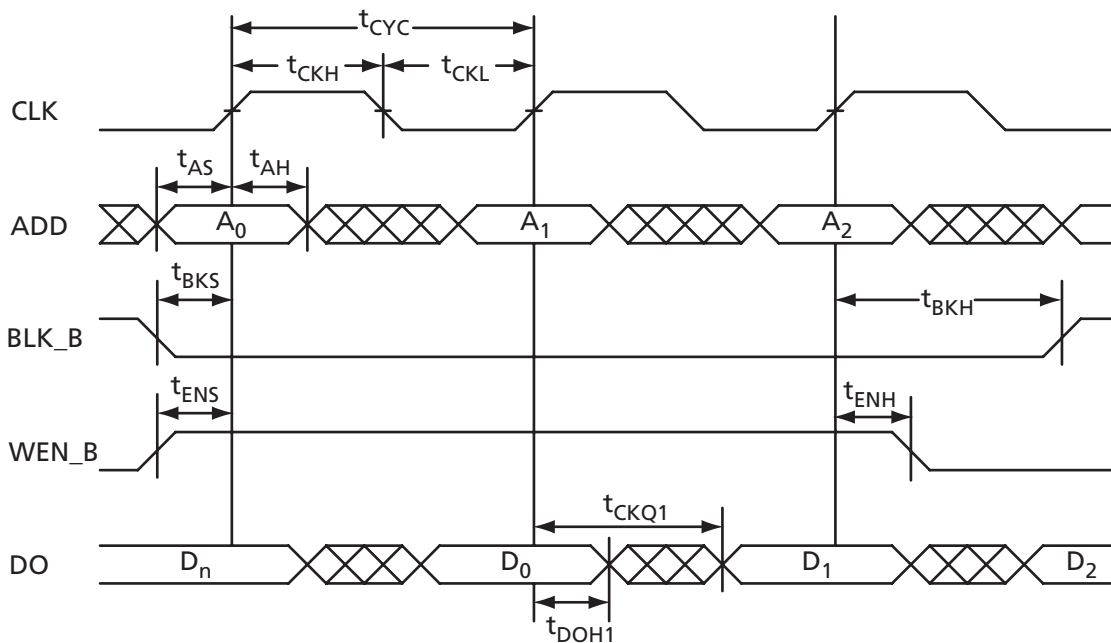 tCYC
tCKH tCKL
CLK
tAS tAH
ADD A0 A1 A2
tBKS tBKH
BLK_B
tENS tENH
WEN_B
tCKQ1
DO Dn D0 D1 D2
tDOH1